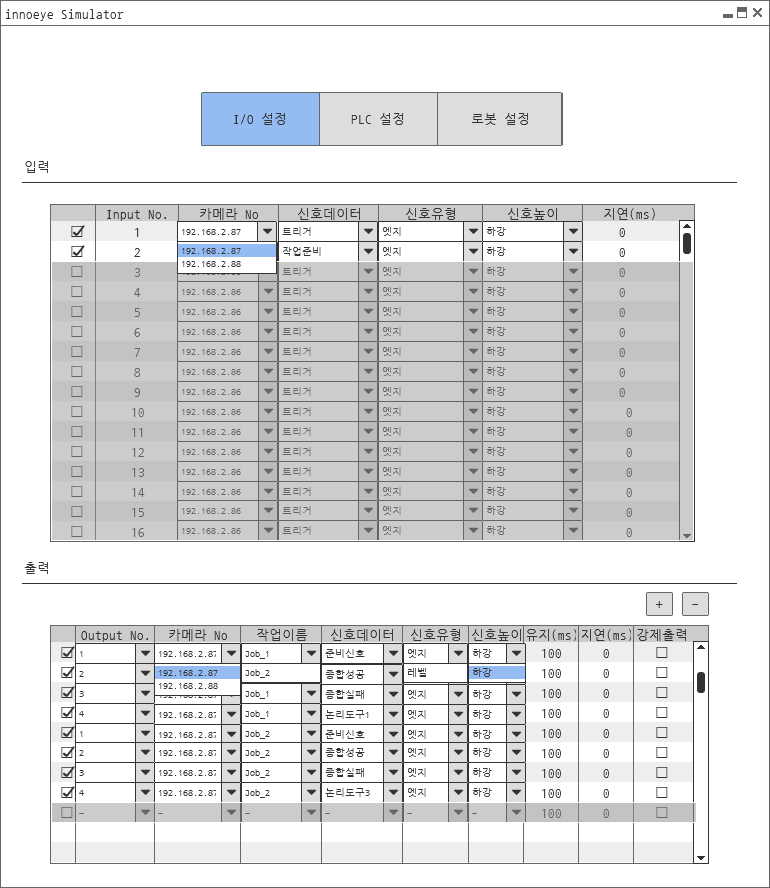 innoeye Simulator
I/O 설정 PLC 설정 로봇 설정
입력
Input No. 카메라 No 신호데이터 신호유형 신호높이 지연(ms)
1 192.168.2.87 트리거 엣지 하강 0
2 192.168.2.87 작업준비 엣지 하강 0
192.168.2.88
3 트리거 엣지 하강 0
4 192.168.2.86 트리거 엣지 하강 0
5 192.168.2.86 트리거 엣지 하강 0
6 192.168.2.86 트리거 엣지 하강 0
7 192.168.2.86 트리거 엣지 하강 0
8 192.168.2.86 트리거 엣지 하강 0
9 192.168.2.86 트리거 엣지 하강 0
10 192.168.2.86 트리거 엣지 하강 0
11 192.168.2.86 트리거 엣지 하강 0
12 192.168.2.86 트리거 엣지 하강 0
13 192.168.2.86 트리거 엣지 하강 0
14 192.168.2.86 트리거 엣지 하강 0
15 192.168.2.86 트리거 엣지 하강 0
16 192.168.2.86 트리거 엣지 하강 0
출력
+ -
Output No. 카메라 No 작업이름 신호데이터 신호유형 신호높이 유지(ms) 지연(ms) 강제출력
1 192.168.2.87 Job_1 준비신호 엣지 하강 100 0
2 192.168.2.87 Job_2 종합성공 레벨 하강 100 0
192.168.2.88
3 Job_1 종합실패 엣지 하강 100 0
4 192.168.2.87 Job_1 논리도구1 엣지 하강 100 0
1 192.168.2.87 Job_2 준비신호 엣지 하강 100 0
2 192.168.2.87 Job_2 종합성공 엣지 하강 100 0
3 192.168.2.87 Job_2 종합실패 엣지 하강 100 0
4 192.168.2.87 Job_2 논리도구3 엣지 하강 100 0
- - - - - - 100 0